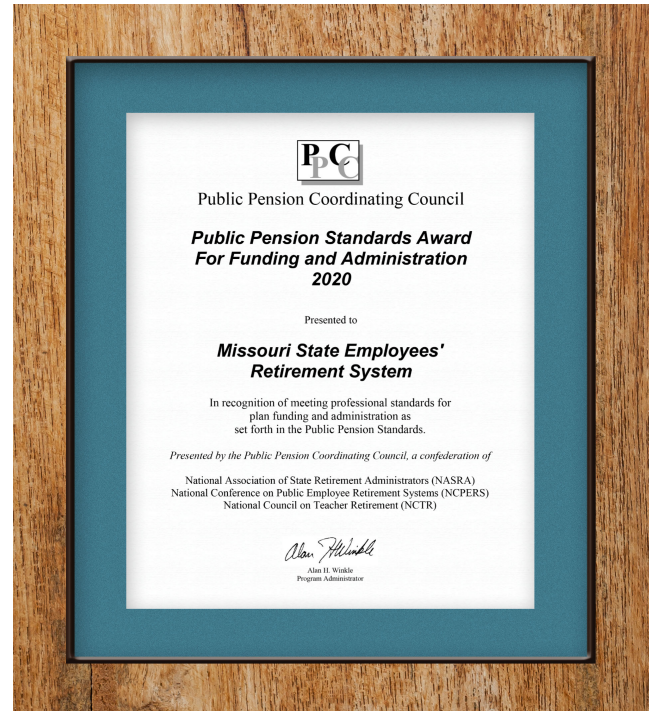 PPCC
Public Pension Coordinating Council
Public Pension Standards Award
For Funding and Administration
2020
Presented to
Missouri State Employees'
Retirement System
In recognition of meeting professional standards for
plan funding and administration as
set forth in the Public Pension Standards.
Presented by the Public Pension Coordinating Council, a confederation of
National Association of State Retirement Administrators (NASRA)
National Conference on Public Employee Retirement Systems (NCPERS)
National Council on Teacher Retirement (NCTR)
Alan H Winkle
Alan H. Winkle
Program Administrator